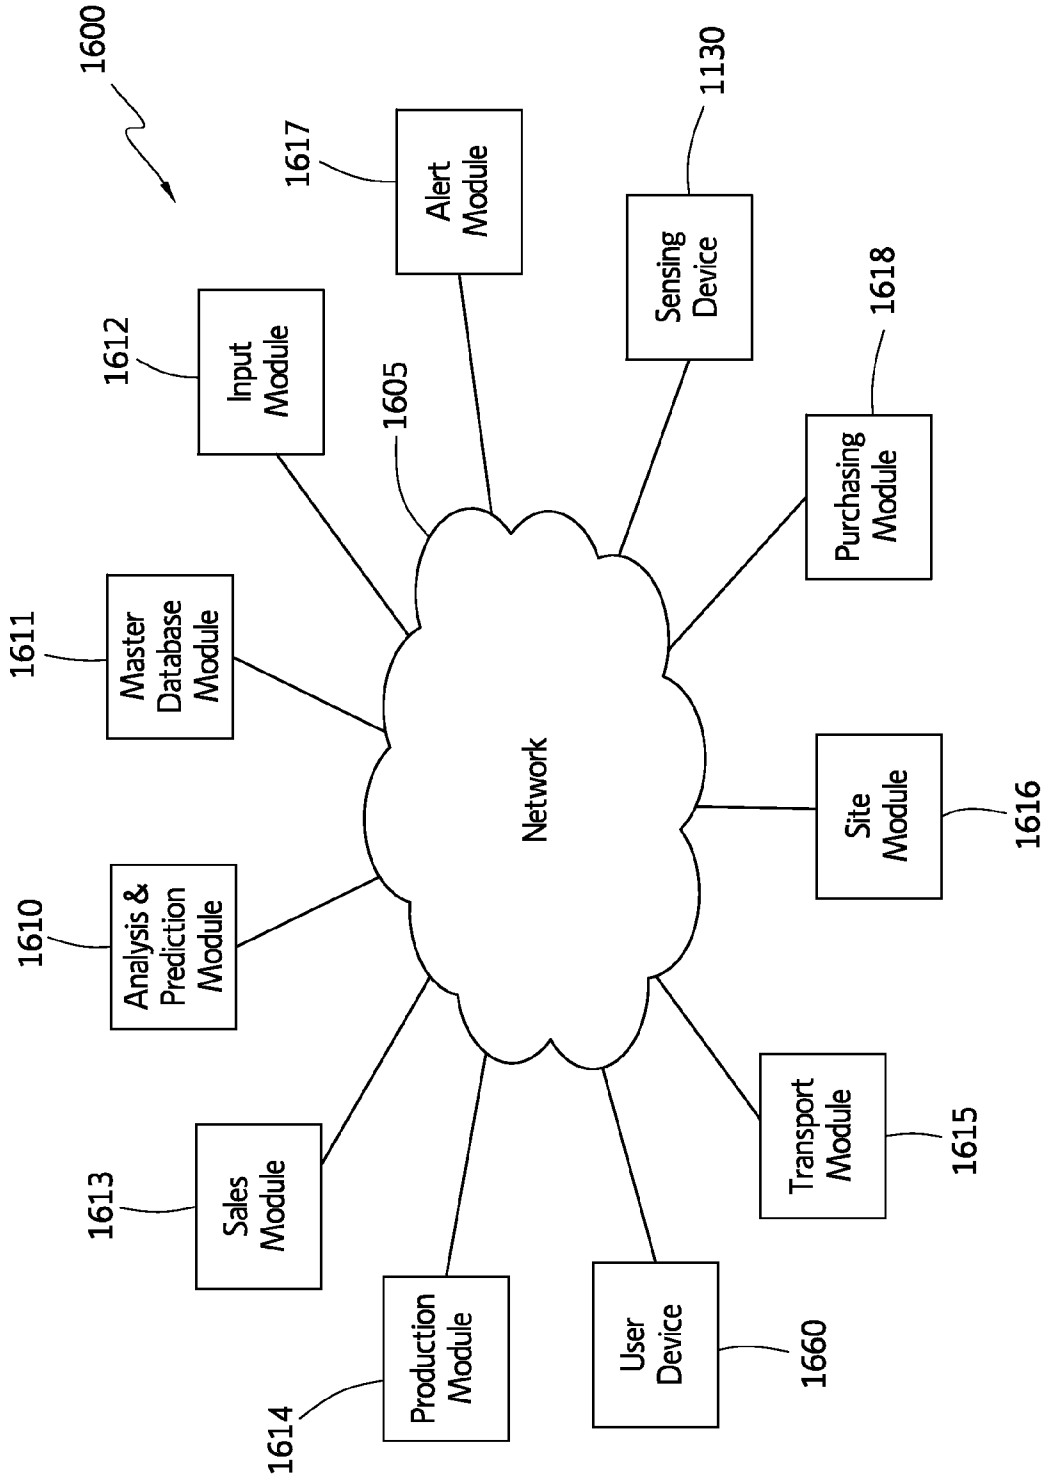 1600
1610
Analysis &
Prediction
Module
1611
Master
Database
Module
1613
Sales
Module
1612
Input
Module
1614
Production
Module
1605
1617
Alert
Module
Network
User
Device
1660
Sensing
Device
1130
Transport
Module
1615
Site
Module
1616
Purchasing
Module
1618